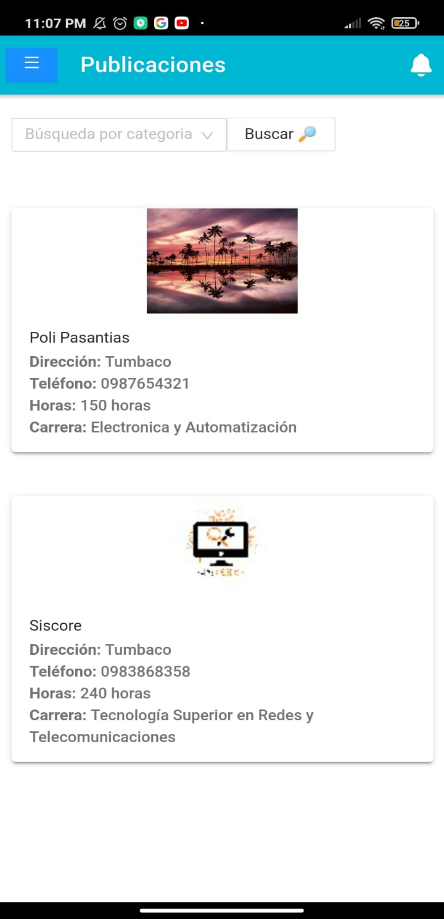 11:07 PM
25
Publicaciones
Búsqueda por categoria
Buscar
Poli Pasantias
Dirección: Tumbaco
Teléfono: 0987654321
Horas: 150 horas
Carrera: Electronica y Automatización
Siscore
Dirección: Tumbaco
Teléfono: 0983868358
Horas: 240 horas
Carrera: Tecnología Superior en Redes y
Telecomunicaciones